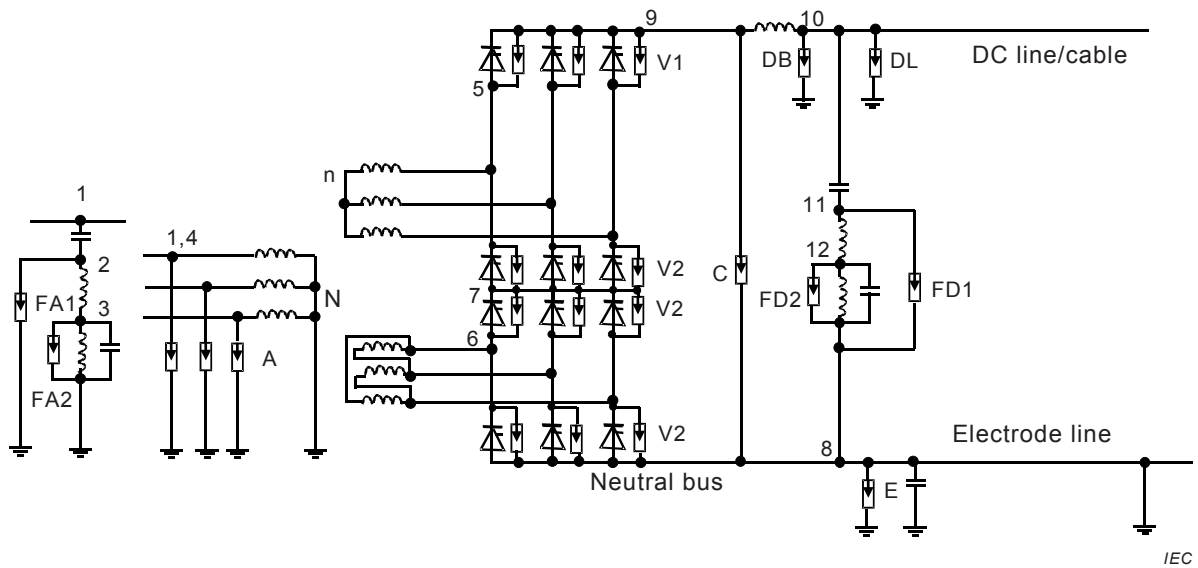 9
10
V1
DB
DL
DC line/cable
5
n
1
1,4
11
2
12
V2
C
FA1
N
FD2
FD1
3
7
V2
6
A
FA2
V2
8
Electrode line
Neutral bus
E
IEC